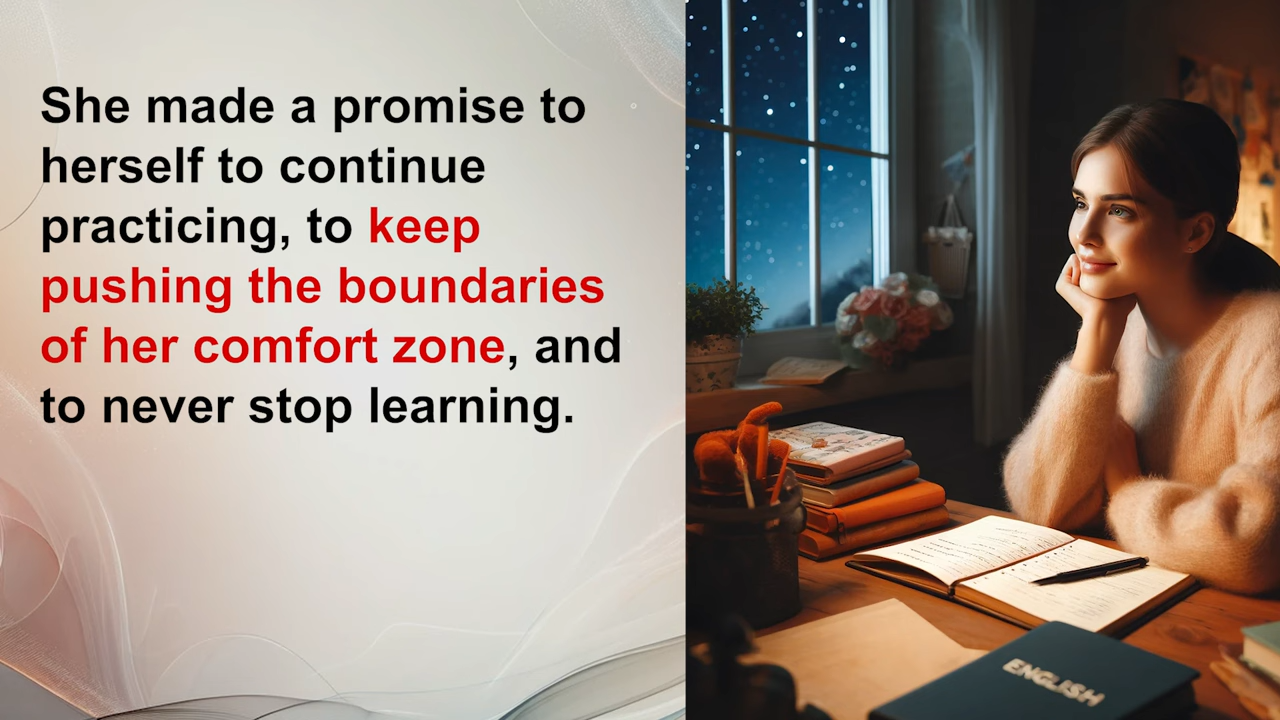 She made a promise to
herself to continue
practicing, to keep
pushing the boundaries
of her comfort zone, and
to never stop learning.
ENGLISH